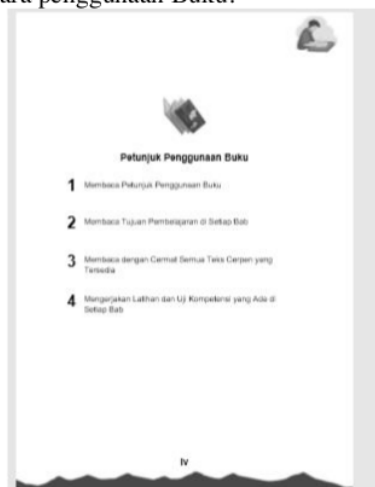 ara penggunaan Buku.
Petunjuk Penggunaan Buku
1 Membaca Petunjuk Penggunaan Buku
2 Membaca Tujuan Pembelajaran di Setiap Bab
3 Membaca dengan Cermat Semua Teks Cerpen yang
Tersedia
4 Mengerjakan Latihan dan Uji Kompetensi yang Ada di
Setiap Bab
iv